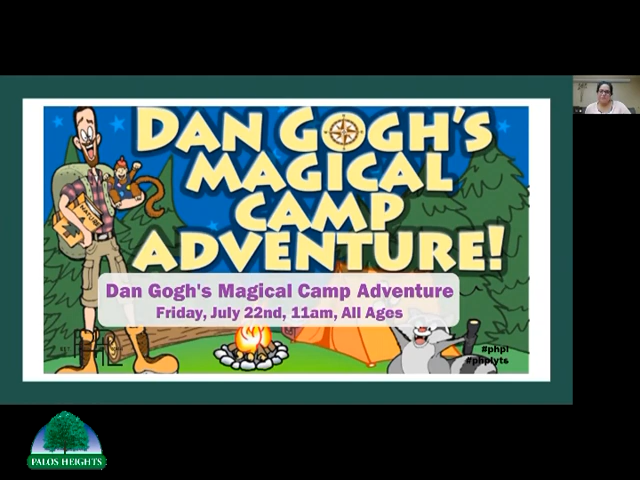 DAN GOGH'S
MAGICAL
CAMP
ADVENTURE!
Dan Gogh's Magical Camp Adventure
Friday, July 22nd, 11am, All Ages
#phpl
#phplyts
PALOS HEIGHTS